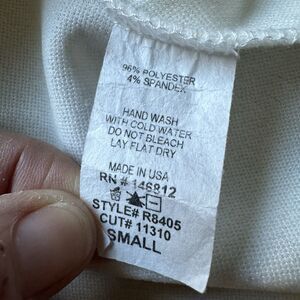 96% POLYESTER
4% SPANDEX
HAND WASH
WITH COLD WATER
DO NOT BLEACH
LAY FLAT DRY
MADE IN USA
RN # 146812
STYLE# R8405
CUT# 11310
SMALL